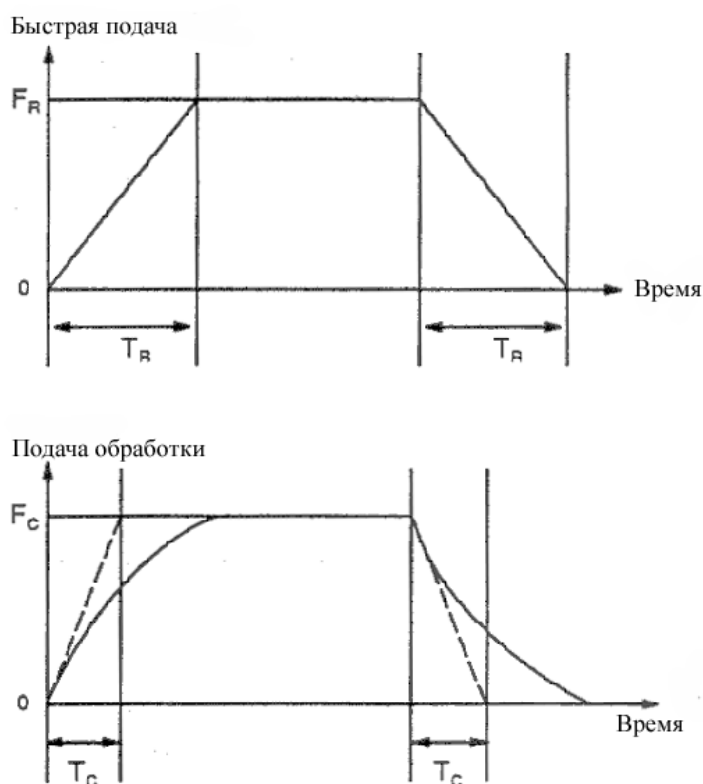 Быстрая подача
F_R
0
Время
T_R
T_R
Подача обработки
F_C
0
Время
T_C
T_C